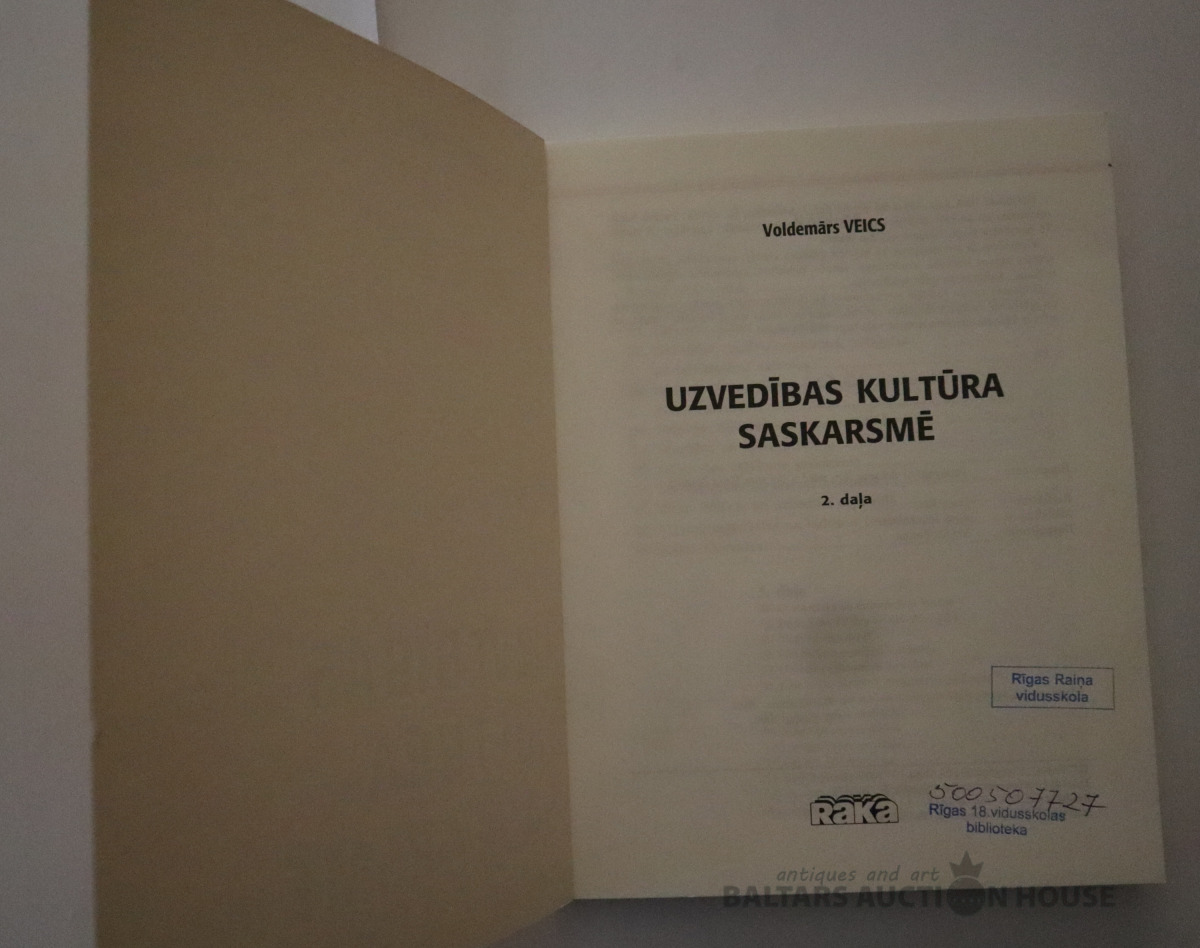 Voldemārs VEICS
UZVEDĪBAS KULTŪRA
SASKARSMĒ
2. daļa
Rīgas Raiņa
vidusskola
RaKa
500507727
Rīgas 18.vidusskolas
biblioteka
antiques and art
BALTARS AUCTION HOUSE